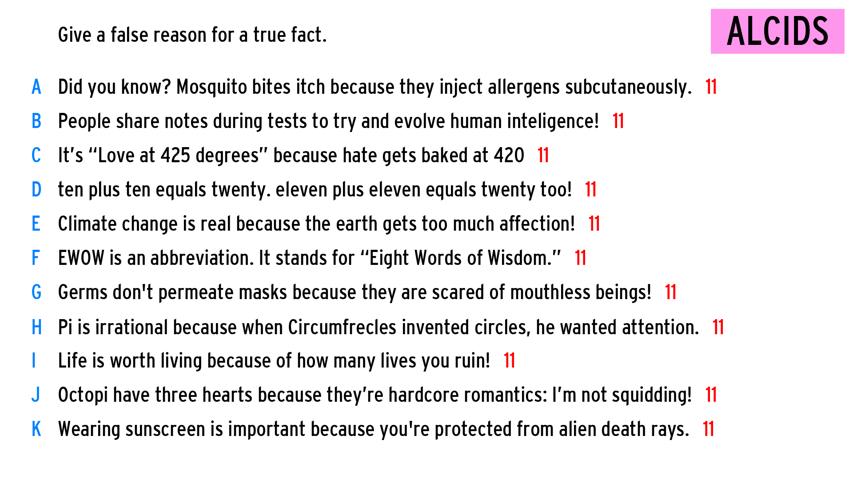 Give a false reason for a true fact.
ALCIDS
A Did you know? Mosquito bites itch because they inject allergens subcutaneously. 11
B People share notes during tests to try and evolve human inteligence! 11
C It's “Love at 425 degrees” because hate gets baked at 420 11
D ten plus ten equals twenty. eleven plus eleven equals twenty too! 11
E Climate change is real because the earth gets too much affection! 11
F EWOW is an abbreviation. It stands for “Eight Words of Wisdom.” 11
G Germs don't permeate masks because they are scared of mouthless beings! 11
H Pi is irrational because when Circumfrecles invented circles, he wanted attention. 11
I Life is worth living because of how many lives you ruin! 11
J Octopi have three hearts because they’re hardcore romantics: I’m not squidding! 11
K Wearing sunscreen is important because you're protected from alien death rays. 11